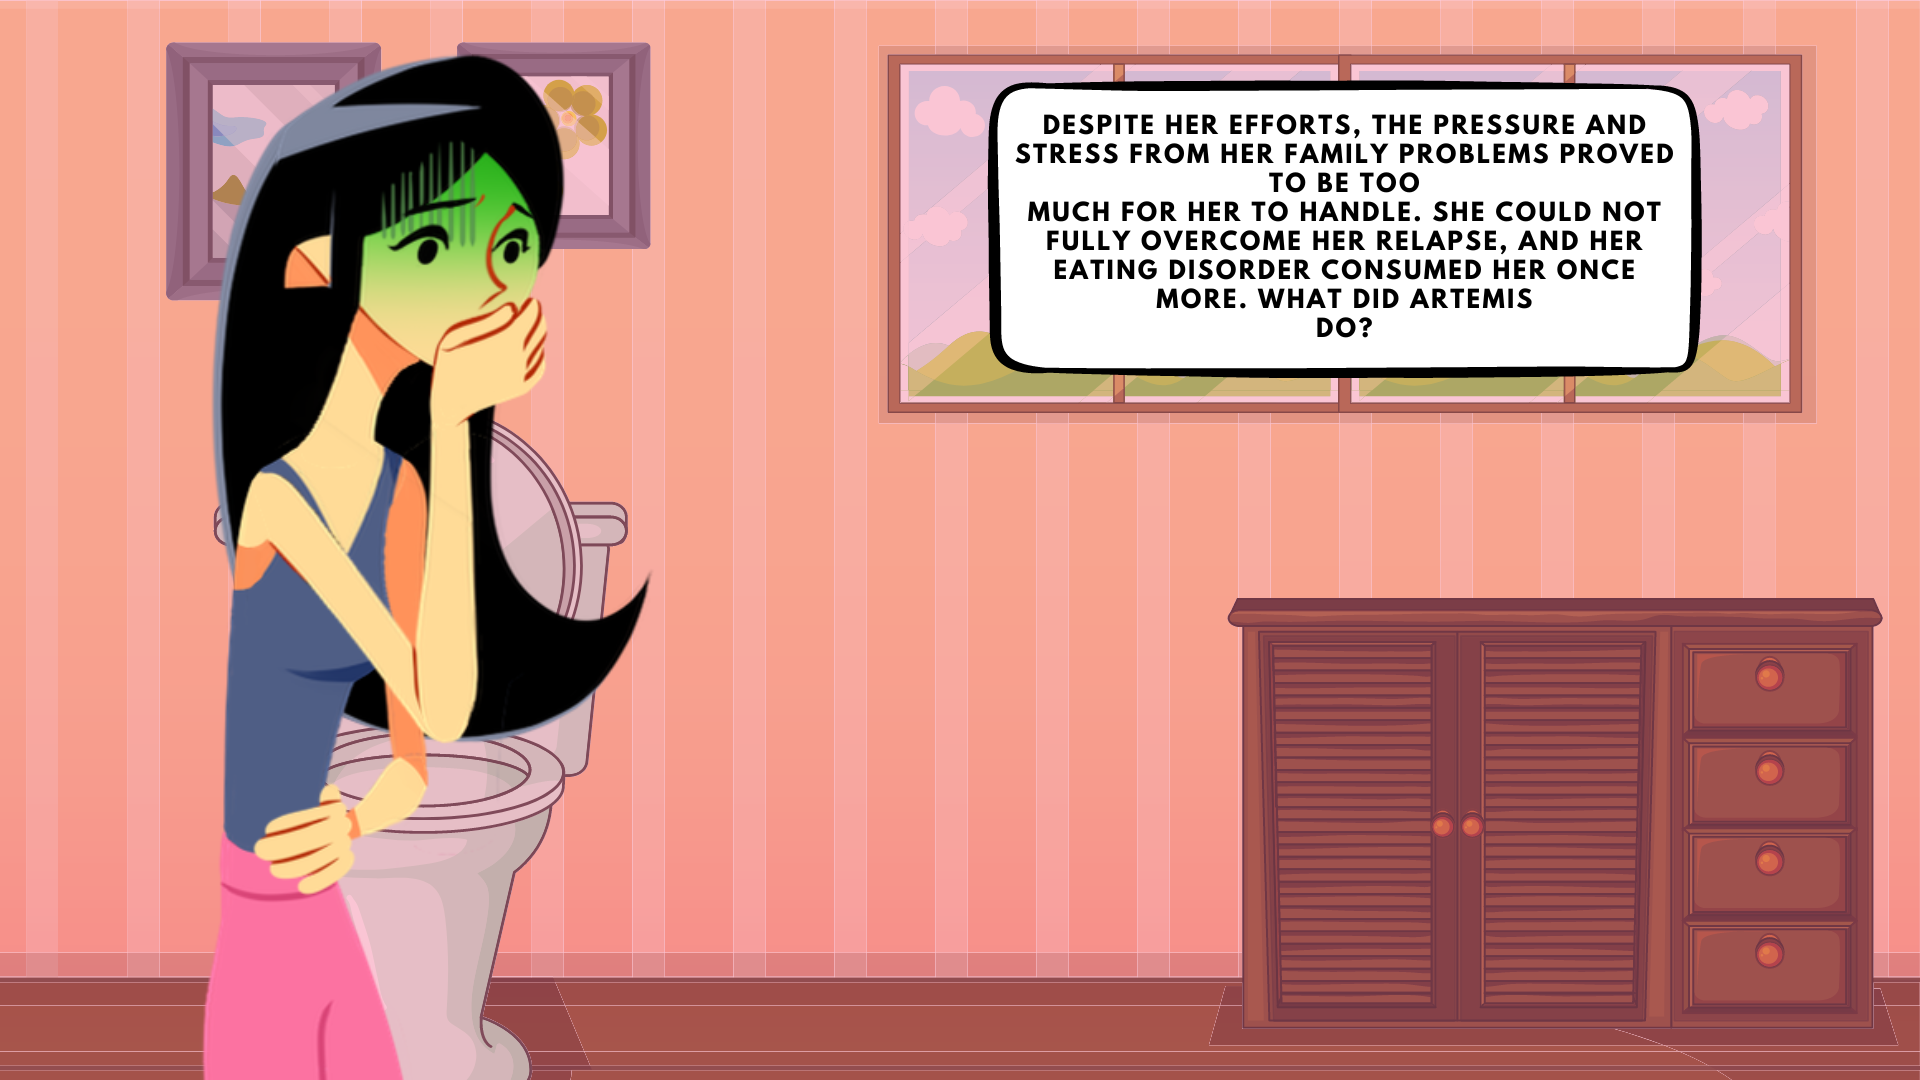 DESPITE HER EFFORTS, THE PRESSURE AND
STRESS FROM HER FAMILY PROBLEMS PROVED
TO BE TOO
MUCH FOR HER TO HANDLE. SHE COULD NOT
FULLY OVERCOME HER RELAPSE, AND HER
EATING DISORDER CONSUMED HER ONCE
MORE. WHAT DID ARTEMIS
DO?